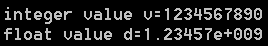 integer value v=1234567890
float value d=1.23457e+009